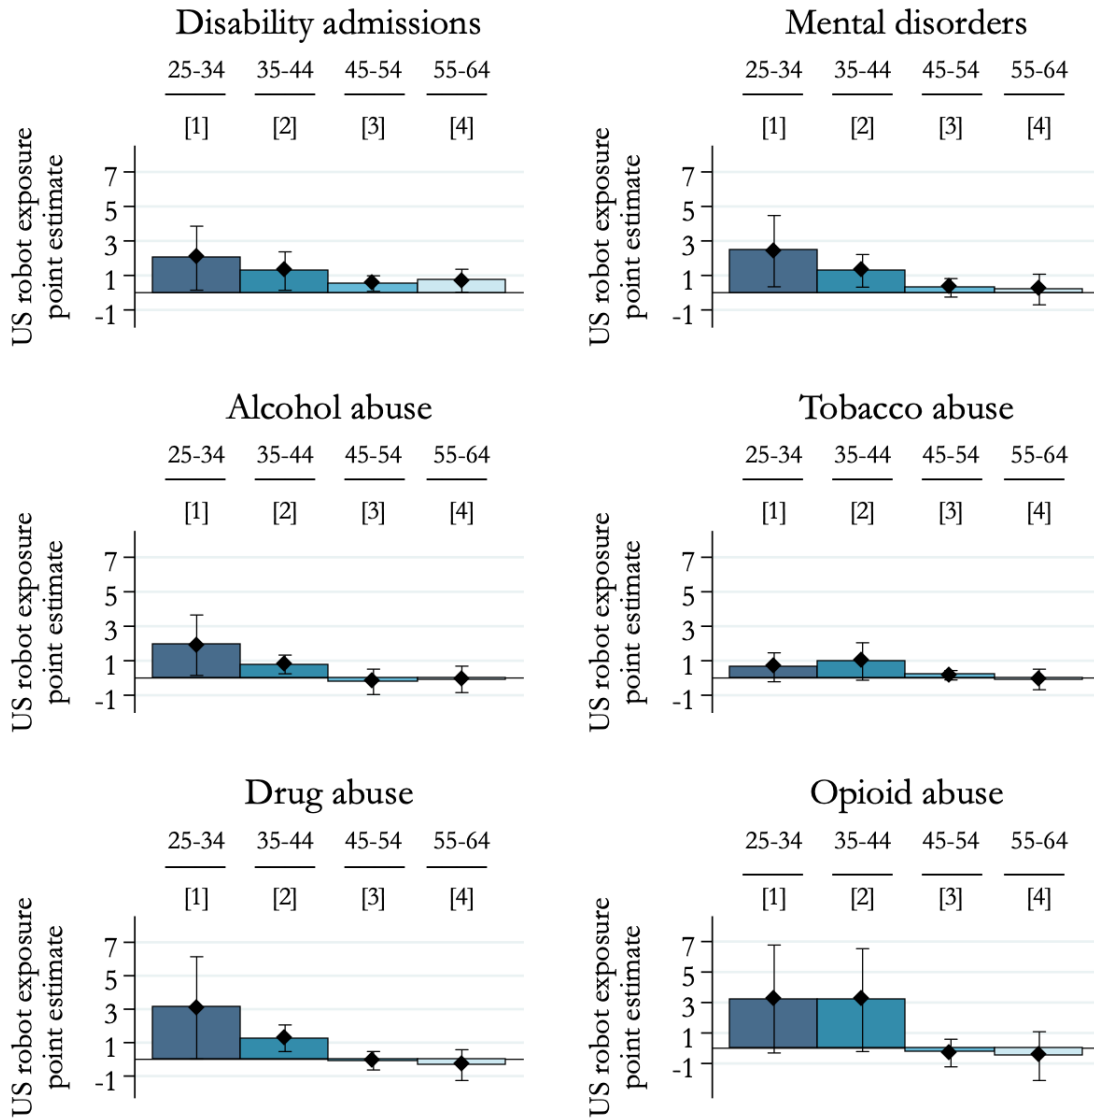 Disability admissions
25-34 35-44 45-54 55-64
[1] [2] [3] [4]
US robot exposure
point estimate
7
5
3
1
-1
Mental disorders
25-34 35-44 45-54 55-64
[1] [2] [3] [4]
US robot exposure
point estimate
7
5
3
1
-1
Alcohol abuse
25-34 35-44 45-54 55-64
[1] [2] [3] [4]
US robot exposure
point estimate
7
5
3
1
-1
Tobacco abuse
25-34 35-44 45-54 55-64
[1] [2] [3] [4]
US robot exposure
point estimate
7
5
3
1
-1
Drug abuse
25-34 35-44 45-54 55-64
[1] [2] [3] [4]
US robot exposure
point estimate
7
5
3
1
-1
Opioid abuse
25-34 35-44 45-54 55-64
[1] [2] [3] [4]
US robot exposure
point estimate
7
5
3
1
-1